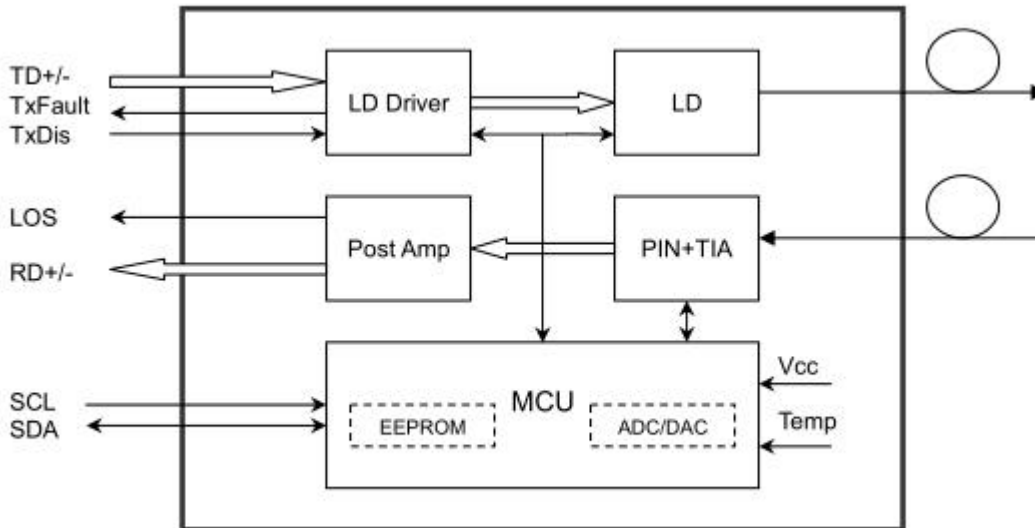 TD+/-
TxFault
TxDis
LD Driver
LD
LOS
RD+/-
Post Amp
PIN+TIA
SCL
SDA
MCU
EEPROM
ADC/DAC
Vcc
Temp